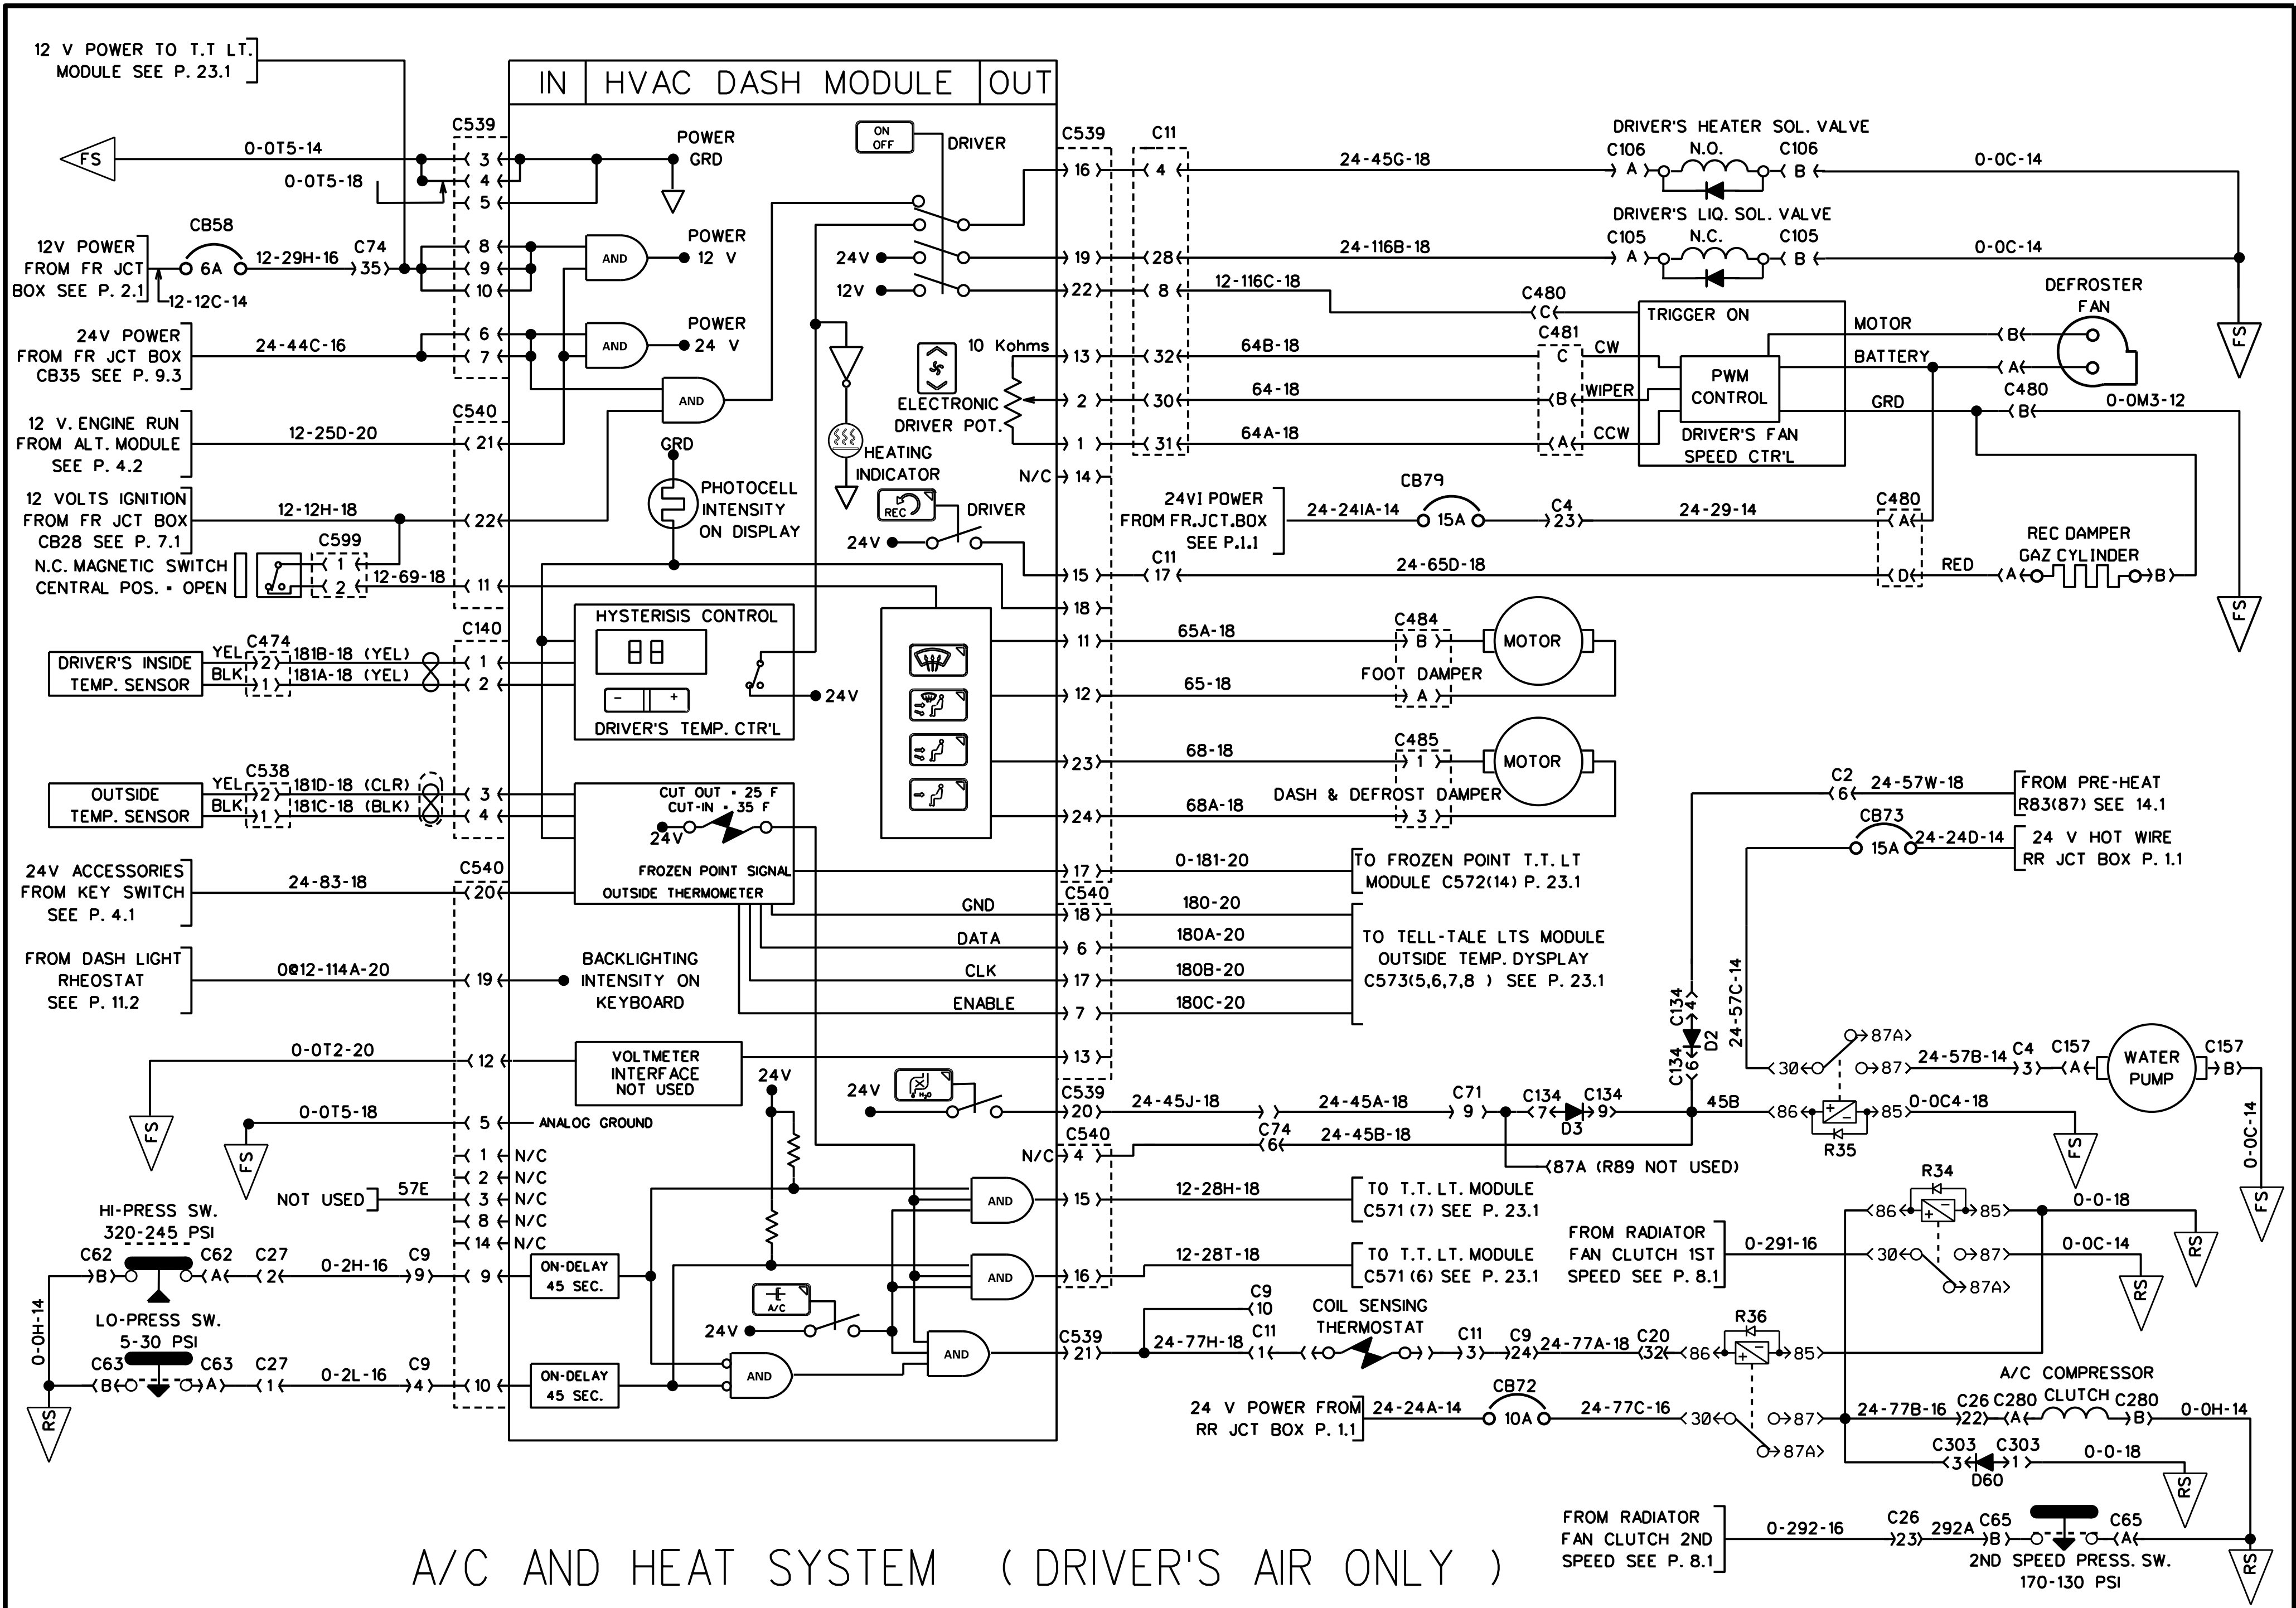 12 V POWER TO T.T LT.
MODULE SEE P. 23.1
IN
HVAC DASH MODULE
OUT
C539
0-0T5-14
FS
3
4
5
0-0T5-18
POWER
GRD
CB58
12V POWER
FROM FR JCT
BOX SEE P. 2.1
6A
12-29H-16
C74
35
12-12C-14
8
9
10
AND
POWER
12 V
24V POWER
FROM FR JCT BOX
CB35 SEE P. 9.3
24-44C-16
6
7
AND
POWER
24 V
AND
12 V. ENGINE RUN
FROM ALT. MODULE
SEE P. 4.2
12-25D-20
C540
21
12 VOLTS IGNITION
FROM FR JCT BOX
CB28 SEE P. 7.1
12-12H-18
22
C599
1
2
N.C. MAGNETIC SWITCH
CENTRAL POS. = OPEN
12-69-18
11
GRD
PHOTOCELL
INTENSITY
ON DISPLAY
ON
OFF
DRIVER
24V
12V
HEATING
INDICATOR
10 Kohms
ELECTRONIC
DRIVER POT.
REC
DRIVER
24V
C140
DRIVER'S INSIDE
TEMP. SENSOR
YEL
BLK
C474
2
1
181B-18 (YEL)
181A-18 (YEL)
1
2
HYSTERISIS CONTROL
88
-
+
DRIVER'S TEMP. CTR'L
24V
OUTSIDE
TEMP. SENSOR
YEL
BLK
C538
2
1
181D-18 (CLR)
181C-18 (BLK)
3
4
CUT OUT = 25 F
CUT-IN = 35 F
24V
FROZEN POINT SIGNAL
OUTSIDE THERMOMETER
24V ACCESSORIES
FROM KEY SWITCH
SEE P. 4.1
24-83-18
C540
20
FROM DASH LIGHT
RHEOSTAT
SEE P. 11.2
0@12-114A-20
19
BACKLIGHTING
INTENSITY ON
KEYBOARD
0-0T2-20
12
FS
VOLTMETER
INTERFACE
NOT USED
0-0T5-18
5
ANALOG GROUND
FS
1 N/C
2 N/C
NOT USED
57E
3 N/C
8 N/C
14 N/C
HI-PRESS SW.
320-245 PSI
C62
B
A
C62
C27
2
0-2H-16
C9
9
9
ON-DELAY
45 SEC.
0-0H-14
LO-PRESS SW.
5-30 PSI
C63
B
A
C63
C27
1
0-2L-16
C9
4
10
ON-DELAY
45 SEC.
RS
24V
24V
H₂O
A/C
24V
AND
AND
AND
AND
GND
DATA
CLK
ENABLE
C539
16
C11
4
24-45G-18
DRIVER'S HEATER SOL. VALVE
C106
N.O.
C106
A
B
0-0C-14
19
28
24-116B-18
DRIVER'S LIQ. SOL. VALVE
C105
N.C.
C105
A
B
0-0C-14
FS
22
8
12-116C-18
C480
C
TRIGGER ON
C481
13
32
64B-18
C
CW
2
30
64-18
B
WIPER
1
31
64A-18
A
CCW
PWM
CONTROL
DRIVER'S FAN
SPEED CTR'L
MOTOR
BATTERY
GRD
DEFROSTER
FAN
B
A
C480
B
0-0M3-12
FS
N/C
14
24VI POWER
FROM FR.JCT.BOX
SEE P.1.1
24-24IA-14
CB79
15A
C4
23
24-29-14
C480
A
15
C11
17
24-65D-18
D
RED
REC DAMPER
GAZ CYLINDER
A
B
18
11
65A-18
C484
B
MOTOR
FOOT DAMPER
12
65-18
A
23
68-18
C485
1
MOTOR
DASH & DEFROST DAMPER
24
68A-18
3
17
0-181-20
TO FROZEN POINT T.T. LT
MODULE C572(14) P. 23.1
C540
18
180-20
6
180A-20
17
180B-20
7
180C-20
TO TELL-TALE LTS MODULE
OUTSIDE TEMP. DYSPLAY
C573(5,6,7,8 ) SEE P. 23.1
13
C2
6
24-57W-18
FROM PRE-HEAT
R83(87) SEE 14.1
CB73
15A
24-24D-14
24 V HOT WIRE
RR JCT BOX P. 1.1
24-57C-14
C134
4
D2
C134
6
C539
20
24-45J-18
24-45A-18
C71
9
C134
7
C134
9
D3
45B
C74
6
24-45B-18
C540
N/C
4
87A (R89 NOT USED)
30
87A
87
86
85
R35
24-57B-14
C4
3
C157
A
WATER
PUMP
C157
B
0-0C4-18
FS
0-0C-14
FS
15
12-28H-18
TO T.T. LT. MODULE
C571 (7) SEE P. 23.1
16
12-28T-18
TO T.T. LT. MODULE
C571 (6) SEE P. 23.1
FROM RADIATOR
FAN CLUTCH 1ST
SPEED SEE P. 8.1
0-291-16
R34
86
85
30
87
87A
0-0-18
0-0C-14
RS
RS
C539
21
C9
10
24-77H-18
C11
1
COIL SENSING
THERMOSTAT
C11
3
C9
24
24-77A-18
C20
32
R36
86
85
24 V POWER FROM
RR JCT BOX P. 1.1
24-24A-14
CB72
10A
24-77C-16
30
87
87A
24-77B-16
C26
22
C280
A
A/C COMPRESSOR
CLUTCH
C280
B
0-0H-14
C303
3
C303
1
D60
0-0-18
RS
FROM RADIATOR
FAN CLUTCH 2ND
SPEED SEE P. 8.1
0-292-16
C26
23
292A
C65
B
C65
A
2ND SPEED PRESS. SW.
170-130 PSI
RS
A/C AND HEAT SYSTEM ( DRIVER'S AIR ONLY )